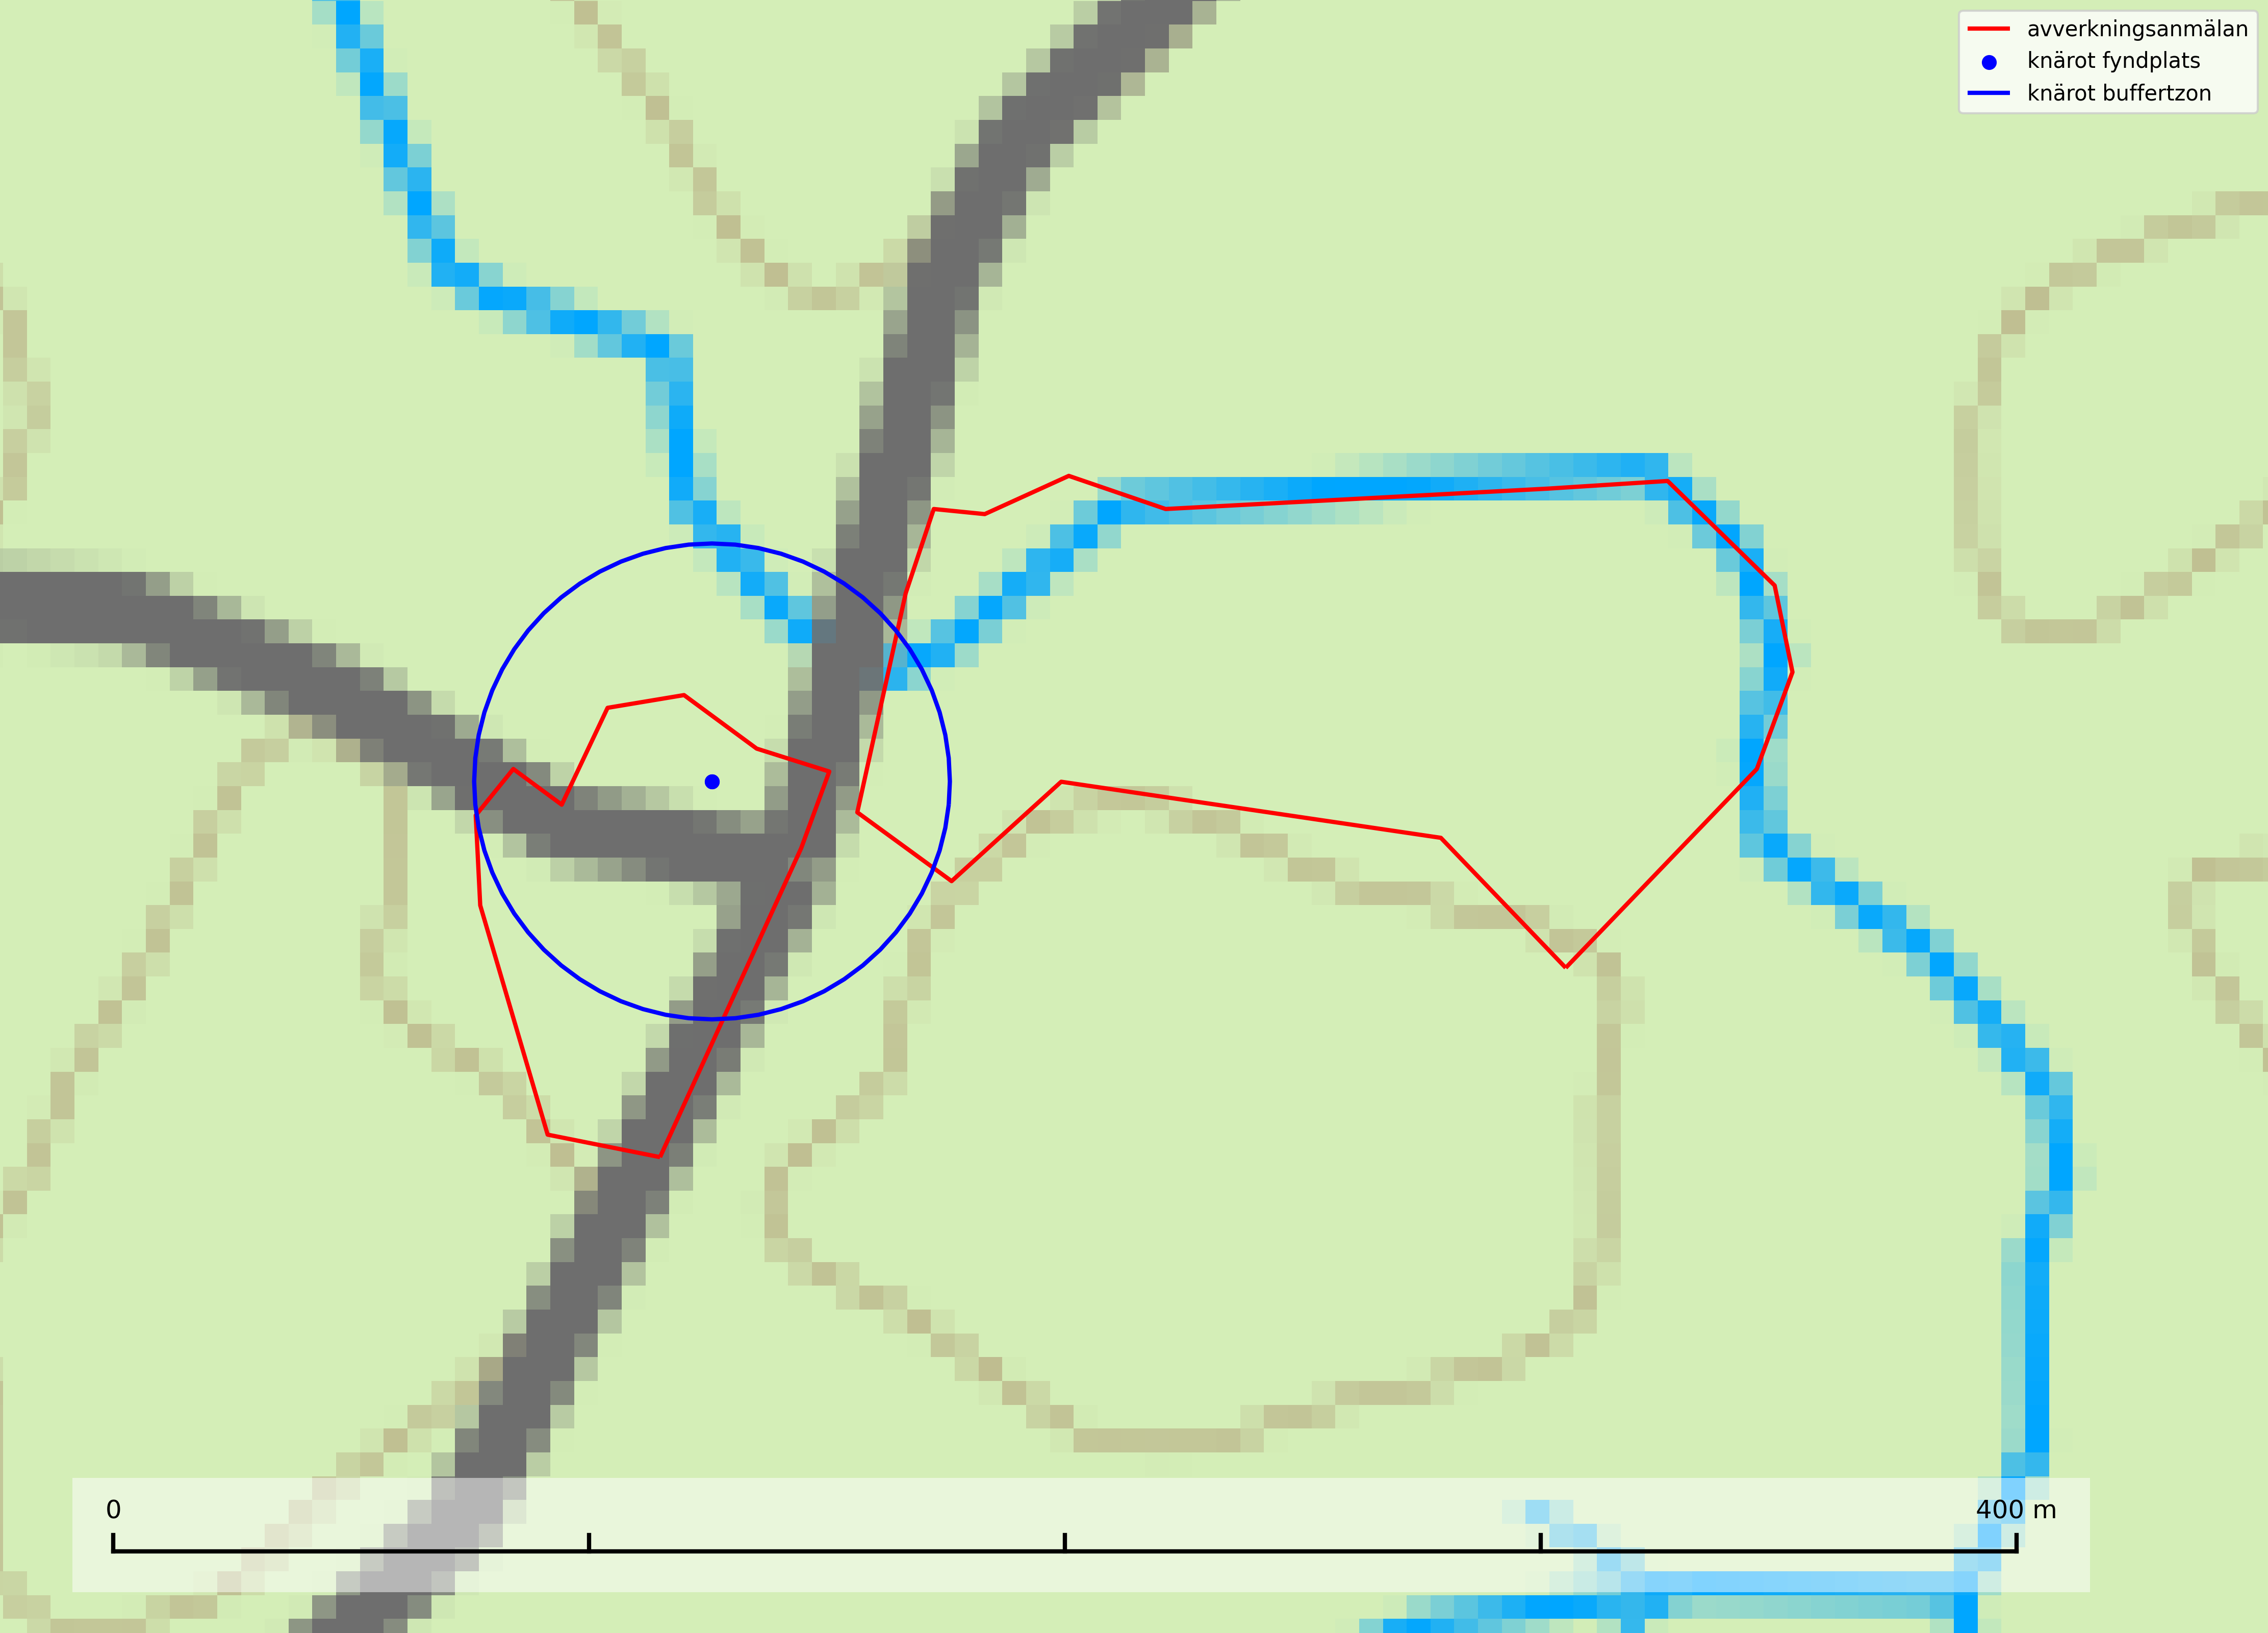 avverkningsanmälan
knärot fyndplats
knärot buffertzon
0
400 m